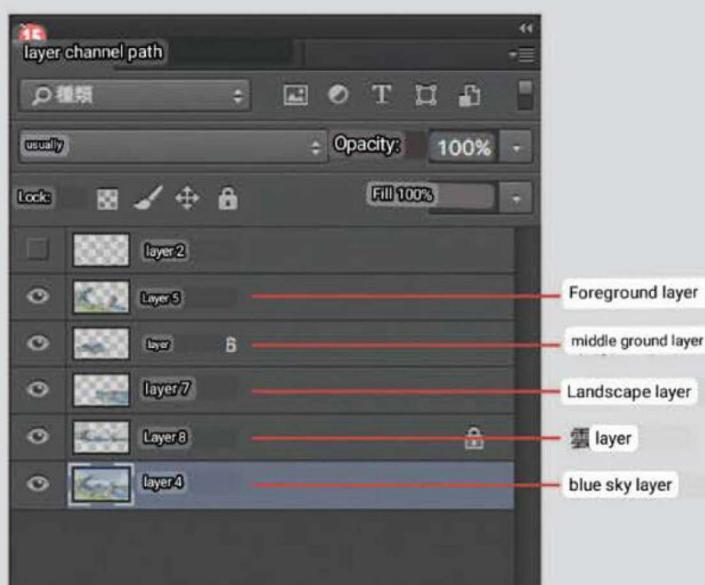 15
layer channel path
種類
usually
Opacity:
100%
Lock:
Fill 100%
layer 2
Layer 5
Foreground layer
layer 6
middle ground layer
layer 7
Landscape layer
Layer 8
雲 layer
layer 4
blue sky layer